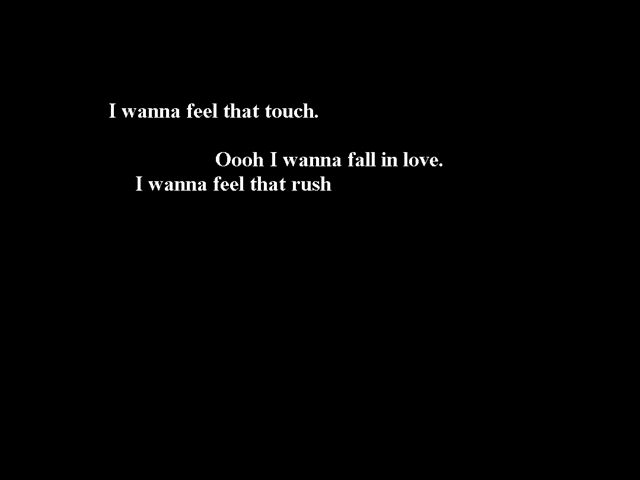 I wanna feel that touch.
Oooh I wanna fall in love.
I wanna feel that rush